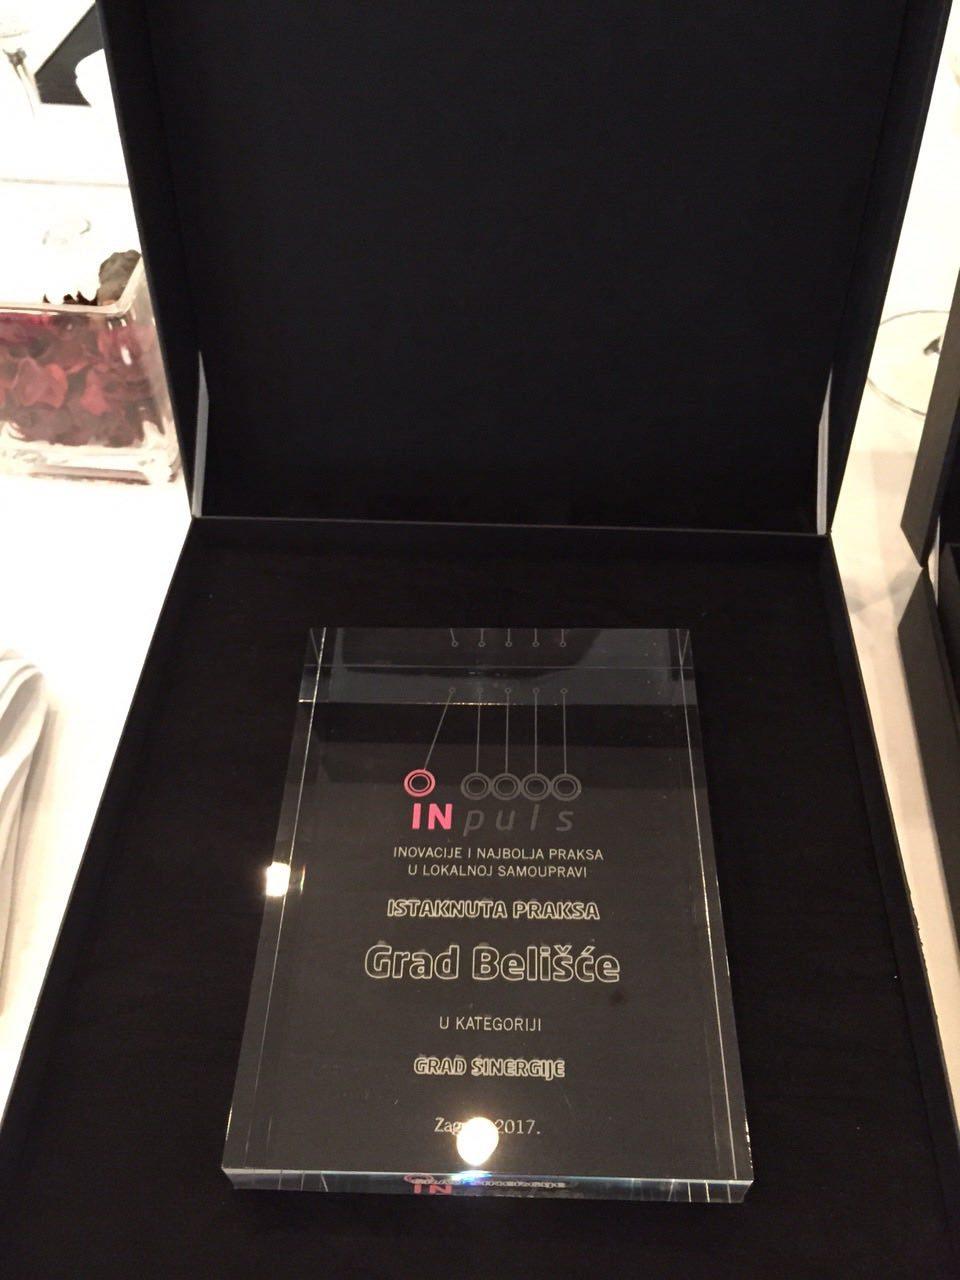 INpuls
INOVACIJE I NAJBOLJA PRAKSA
U LOKALNOJ SAMOUPRAVI
ISTAKNUTA PRAKSA
Grad Belišće
U KATEGORIJI
GRAD SINERGIJE
2017.